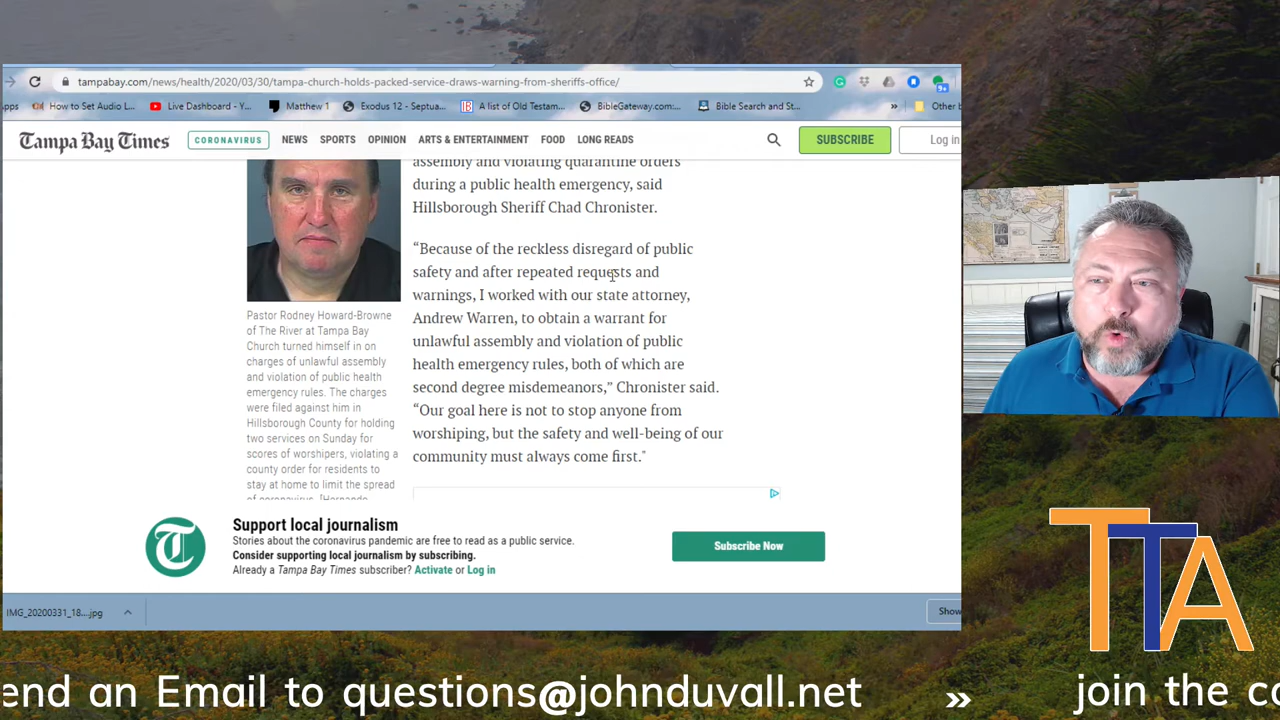 tampabay.com/news/health/2020/03/30/tampa-church-holds-packed-service-draws-warning-from-sheriffs-office/
How to Set Audio L...
Live Dashboard - Y...
Matthew 1
Exodus 12 - Septua...
A list of Old Testam...
BibleGateway.com:...
Bible Search and St...
»
Other b
Tampa Bay Times
CORONAVIRUS
NEWS
SPORTS
OPINION
ARTS & ENTERTAINMENT
FOOD
LONG READS
SUBSCRIBE
Log in
assembly and violating quarantine orders
during a public health emergency, said
Hillsborough Sheriff Chad Chronister.
“Because of the reckless disregard of public
safety and after repeated requests and
warnings, I worked with our state attorney,
Andrew Warren, to obtain a warrant for
unlawful assembly and violation of public
health emergency rules, both of which are
second degree misdemeanors,” Chronister said.
“Our goal here is not to stop anyone from
worshiping, but the safety and well-being of our
community must always come first."
Pastor Rodney Howard-Browne
of The River at Tampa Bay
Church turned himself in on
charges of unlawful assembly
and violation of public health
emergency rules. The charges
were filed against him in
Hillsborough County for holding
two services on Sunday for
scores of worshipers, violating a
county order for residents to
stay at home to limit the spread
of coronavirus. [Hernando
T
Support local journalism
Stories about the coronavirus pandemic are free to read as a public service.
Consider supporting local journalism by subscribing.
Already a Tampa Bay Times subscriber? Activate or Log in
Subscribe Now
IMG_20200331_18....jpg
Show
TTA
end an Email to questions@johnduvall.net » join the co